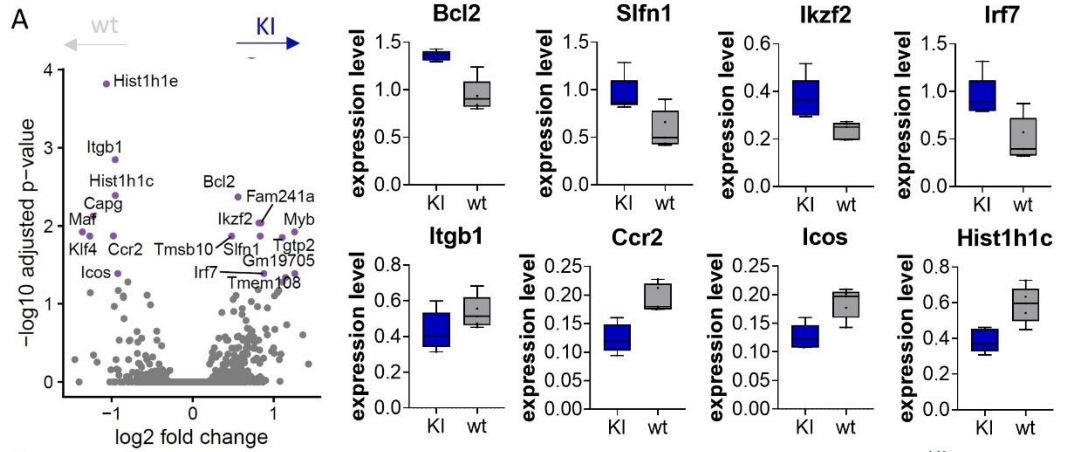 A
wt
KI
4
3
2
1
0
−log10 adjusted p-value
Hist1h1e
Itgb1
Hist1h1c
Capg
Maf
Klf4
Ccr2
Icos
Bcl2
Fam241a
Ikzf2
Myb
Tmsb10
Slfn1
Tgtp2
Gm19705
Irf7
Tmem108
−1
0
1
log2 fold change
Bcl2
expression level
1.5
1.0
0.5
0.0
KI wt
Slfn1
expression level
1.5
1.0
0.5
0.0
KI wt
Ikzf2
expression level
0.6
0.4
0.2
0.0
KI wt
Irf7
expression level
1.5
1.0
0.5
0.0
KI wt
Itgb1
expression level
0.8
0.6
0.4
0.2
0.0
KI wt
Ccr2
expression level
0.25
0.20
0.15
0.10
0.05
0.00
KI wt
Icos
expression level
0.25
0.20
0.15
0.10
0.05
0.00
KI wt
Hist1h1c
expression level
0.8
0.6
0.4
0.2
0.0
KI wt